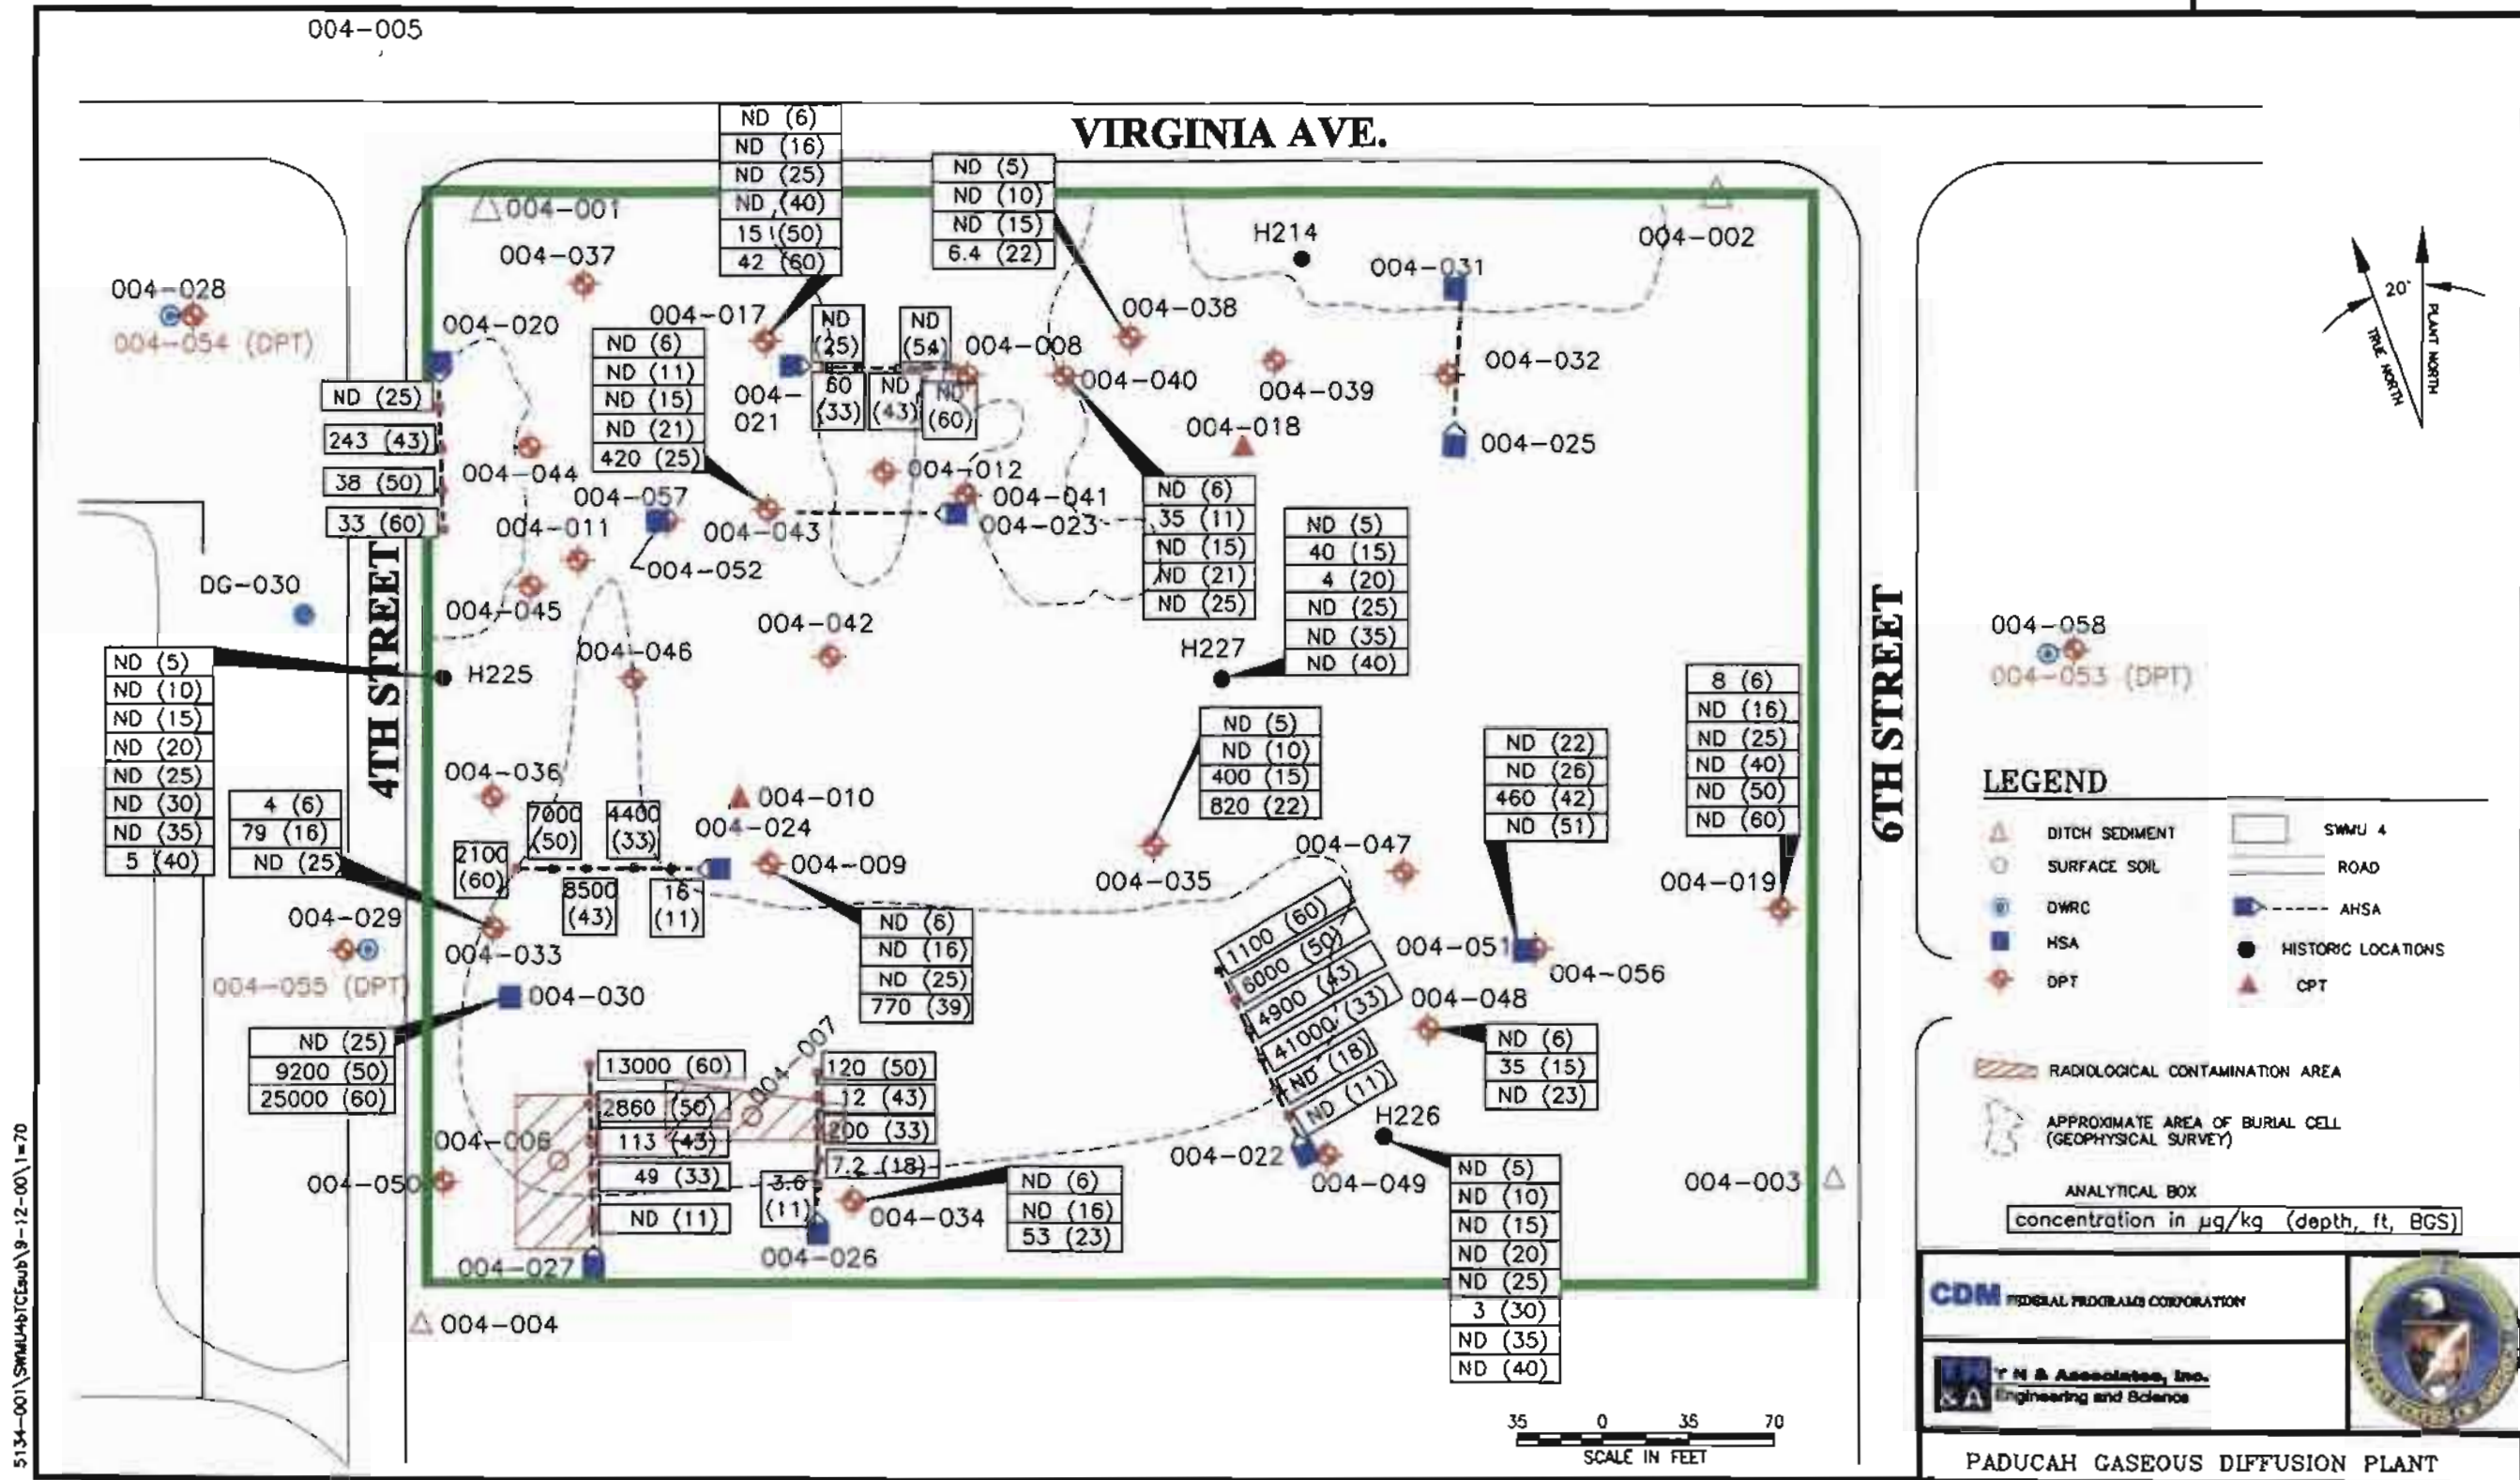 004-005
VIRGINIA AVE.
004-001
004-037
004-028
004-054 (DPT)
004-020
ND (6)
ND (16)
ND (25)
ND (40)
15 (50)
42 (60)
ND (5)
ND (10)
ND (15)
6.4 (22)
H214
004-031
004-002
20°
TRUE NORTH
PLANT NORTH
004-017
004-038
ND (25)
ND (54)
004-008
60 (33)
ND (43)
ND (60)
004-021
004-040
004-039
004-032
004-018
004-025
ND (6)
ND (11)
ND (15)
ND (21)
420 (25)
ND (25)
243 (43)
38 (50)
33 (60)
004-044
004-012
004-057
004-041
004-011
004-043
004-023
004-052
ND (6)
35 (11)
ND (15)
ND (21)
ND (25)
ND (5)
40 (15)
4 (20)
ND (25)
ND (35)
ND (40)
DG-030
004-045
4TH STREET
004-042
004-046
H227
6TH STREET
004-058
004-053 (DPT)
ND (5)
ND (10)
ND (15)
ND (20)
ND (25)
ND (30)
ND (35)
5 (40)
H225
ND (5)
ND (10)
400 (15)
820 (22)
ND (22)
ND (26)
460 (42)
ND (51)
8 (6)
ND (16)
ND (25)
ND (40)
ND (50)
ND (60)
004-036
4 (6)
79 (16)
ND (25)
004-010
004-024
7000 (50)
4400 (33)
2100 (60)
8500 (43)
16 (11)
004-009
004-035
004-047
004-019
004-029
004-055 (DPT)
004-033
004-030
ND (6)
ND (16)
ND (25)
770 (39)
1100 (60)
6000 (50)
4900 (43)
41000 (33)
ND (18)
ND (11)
004-051
004-056
004-048
ND (6)
35 (15)
ND (23)
ND (25)
9200 (50)
25000 (60)
13000 (60)
2860 (50)
113 (43)
49 (33)
ND (11)
004-007
120 (50)
12 (43)
200 (33)
7.2 (18)
3.6 (11)
004-006
004-050
004-034
ND (6)
ND (16)
53 (23)
004-026
004-027
004-022
004-049
H226
ND (5)
ND (10)
ND (15)
ND (20)
ND (25)
3 (30)
ND (35)
ND (40)
004-003
004-004
35 0 35 70
SCALE IN FEET
LEGEND
DITCH SEDIMENT
SURFACE SOIL
DWRC
HSA
DPT
SWMU 4
ROAD
AHSA
HISTORIC LOCATIONS
CPT
RADIOLOGICAL CONTAMINATION AREA
APPROXIMATE AREA OF BURIAL CELL
(GEOPHYSICAL SURVEY)
ANALYTICAL BOX
concentration in µg/kg (depth, ft, BGS)
CDM FEDERAL PROGRAMS CORPORATION
T N & Associates, Inc.
Engineering and Science
PADUCAH GASEOUS DIFFUSION PLANT
5134-001\SWMU4bTCEsub\9-12-00\1=70